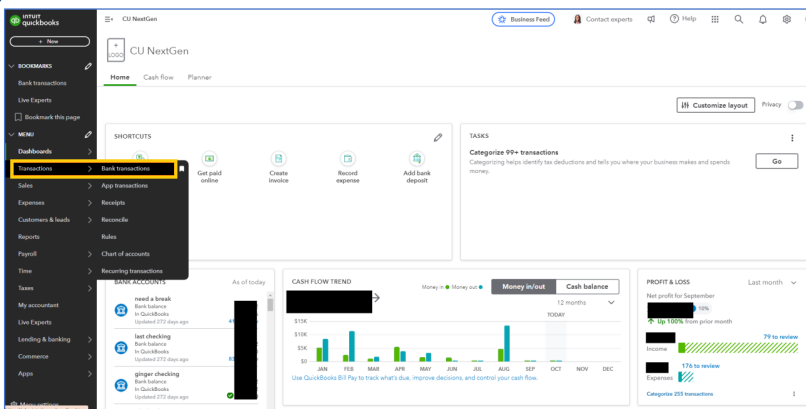 INTUIT
quickbooks
CU NextGen
Business Feed
Contact experts
Help
+ New
+
LOGO
CU NextGen
BOOKMARKS
Home Cash flow Planner
Bank transactions
Live Experts
Customize layout Privacy
Bookmark this page
MENU
SHORTCUTS
TASKS
Dashboards
Categorize 99+ transactions
Categorizing helps identify tax deductions and tells you where your business makes and spends
money.
Go
Transactions
Bank transactions
Get paid
online
Create
invoice
Record
expense
Add bank
deposit
Sales
App transactions
Expenses
Receipts
Customers & leads
Reconcile
Reports
Rules
Payroll
Chart of accounts
Time
Recurring transactions
Taxes
My accountant
Live Experts
Lending & banking
Commerce
Apps
BANK ACCOUNTS As of today
need a break
Bank balance
In QuickBooks
Updated 272 days ago
last checking
Bank balance
In QuickBooks
Updated 272 days ago
ginger checking
Bank balance
In QuickBooks
Updated 272 days ago
CASH FLOW TREND
Money in Money out
Money in/out Cash balance
12 months
TODAY
$15K
$10K
$5K
$0
JAN FEB MAR APR MAY JUN JUL AUG SEP OCT NOV DEC
Use QuickBooks Bill Pay to track what's due, improve decisions, and control your cash flow.
PROFIT & LOSS Last month
Net profit for September
10%
Up 100% from prior month
79 to review
Income
176 to review
Expenses
Categorize 255 transactions
Menu settings